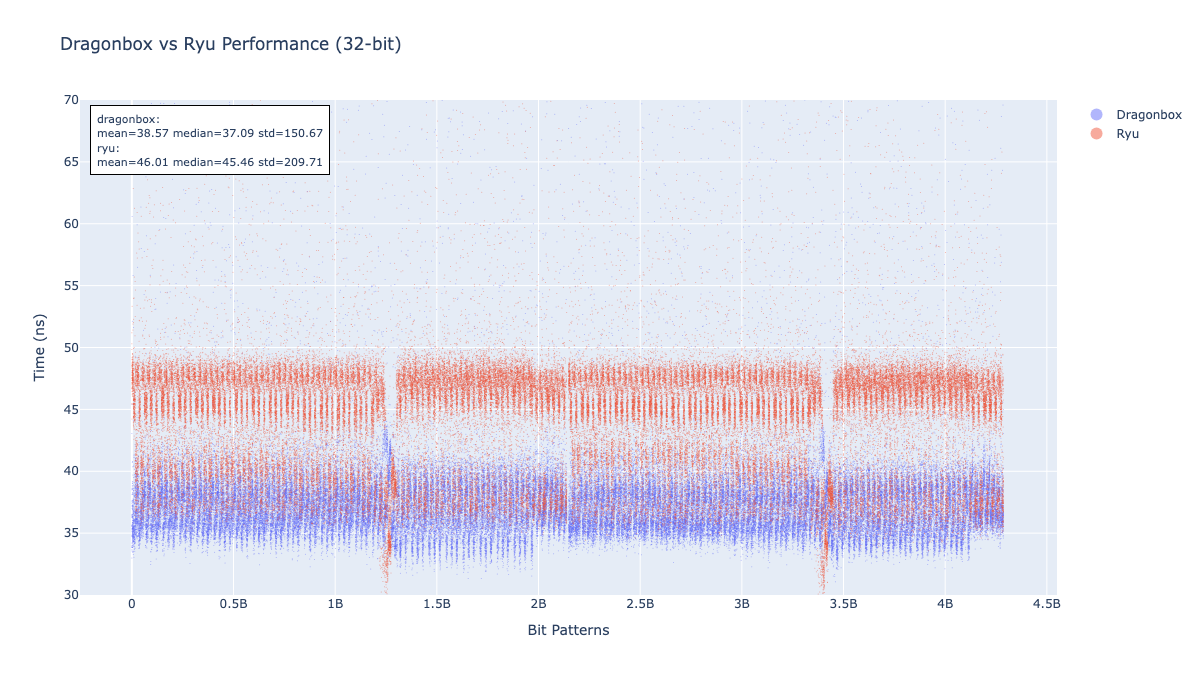 Dragonbox vs Ryu Performance (32-bit)
dragonbox:
mean=38.57 median=37.09 std=150.67
ryu:
mean=46.01 median=45.46 std=209.71
Dragonbox
Ryu
Time (ns)
70
65
60
55
50
45
40
35
30
0
0.5B
1B
1.5B
2B
2.5B
3B
3.5B
4B
4.5B
Bit Patterns